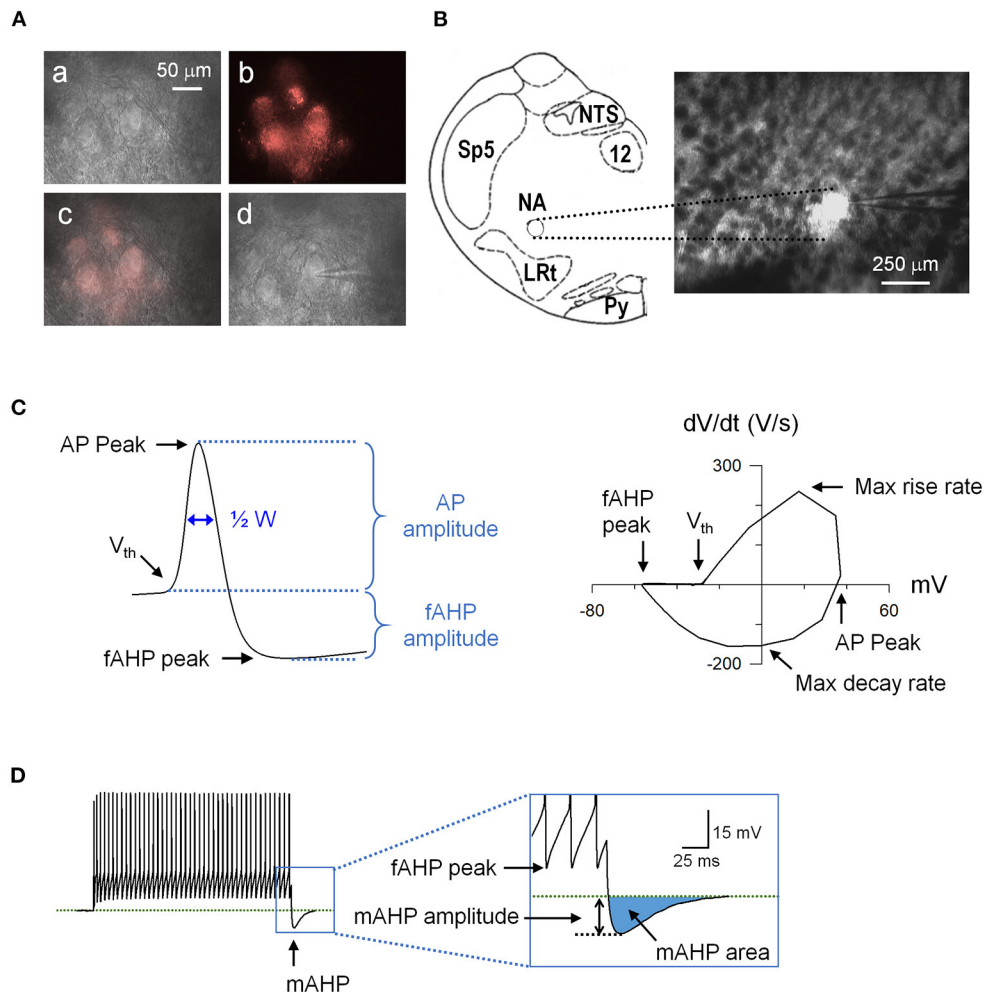 A
B
a
50 μm
b
c
d
NTS
Sp5
12
NA
LRt
Py
250 μm
C
AP Peak
½ W
Vth
AP
amplitude
fAHP
amplitude
fAHP peak
dV/dt (V/s)
300
Max rise rate
fAHP
peak
Vth
mV
-80
60
AP Peak
-200
Max decay rate
D
mAHP
15 mV
25 ms
fAHP peak
mAHP amplitude
mAHP area